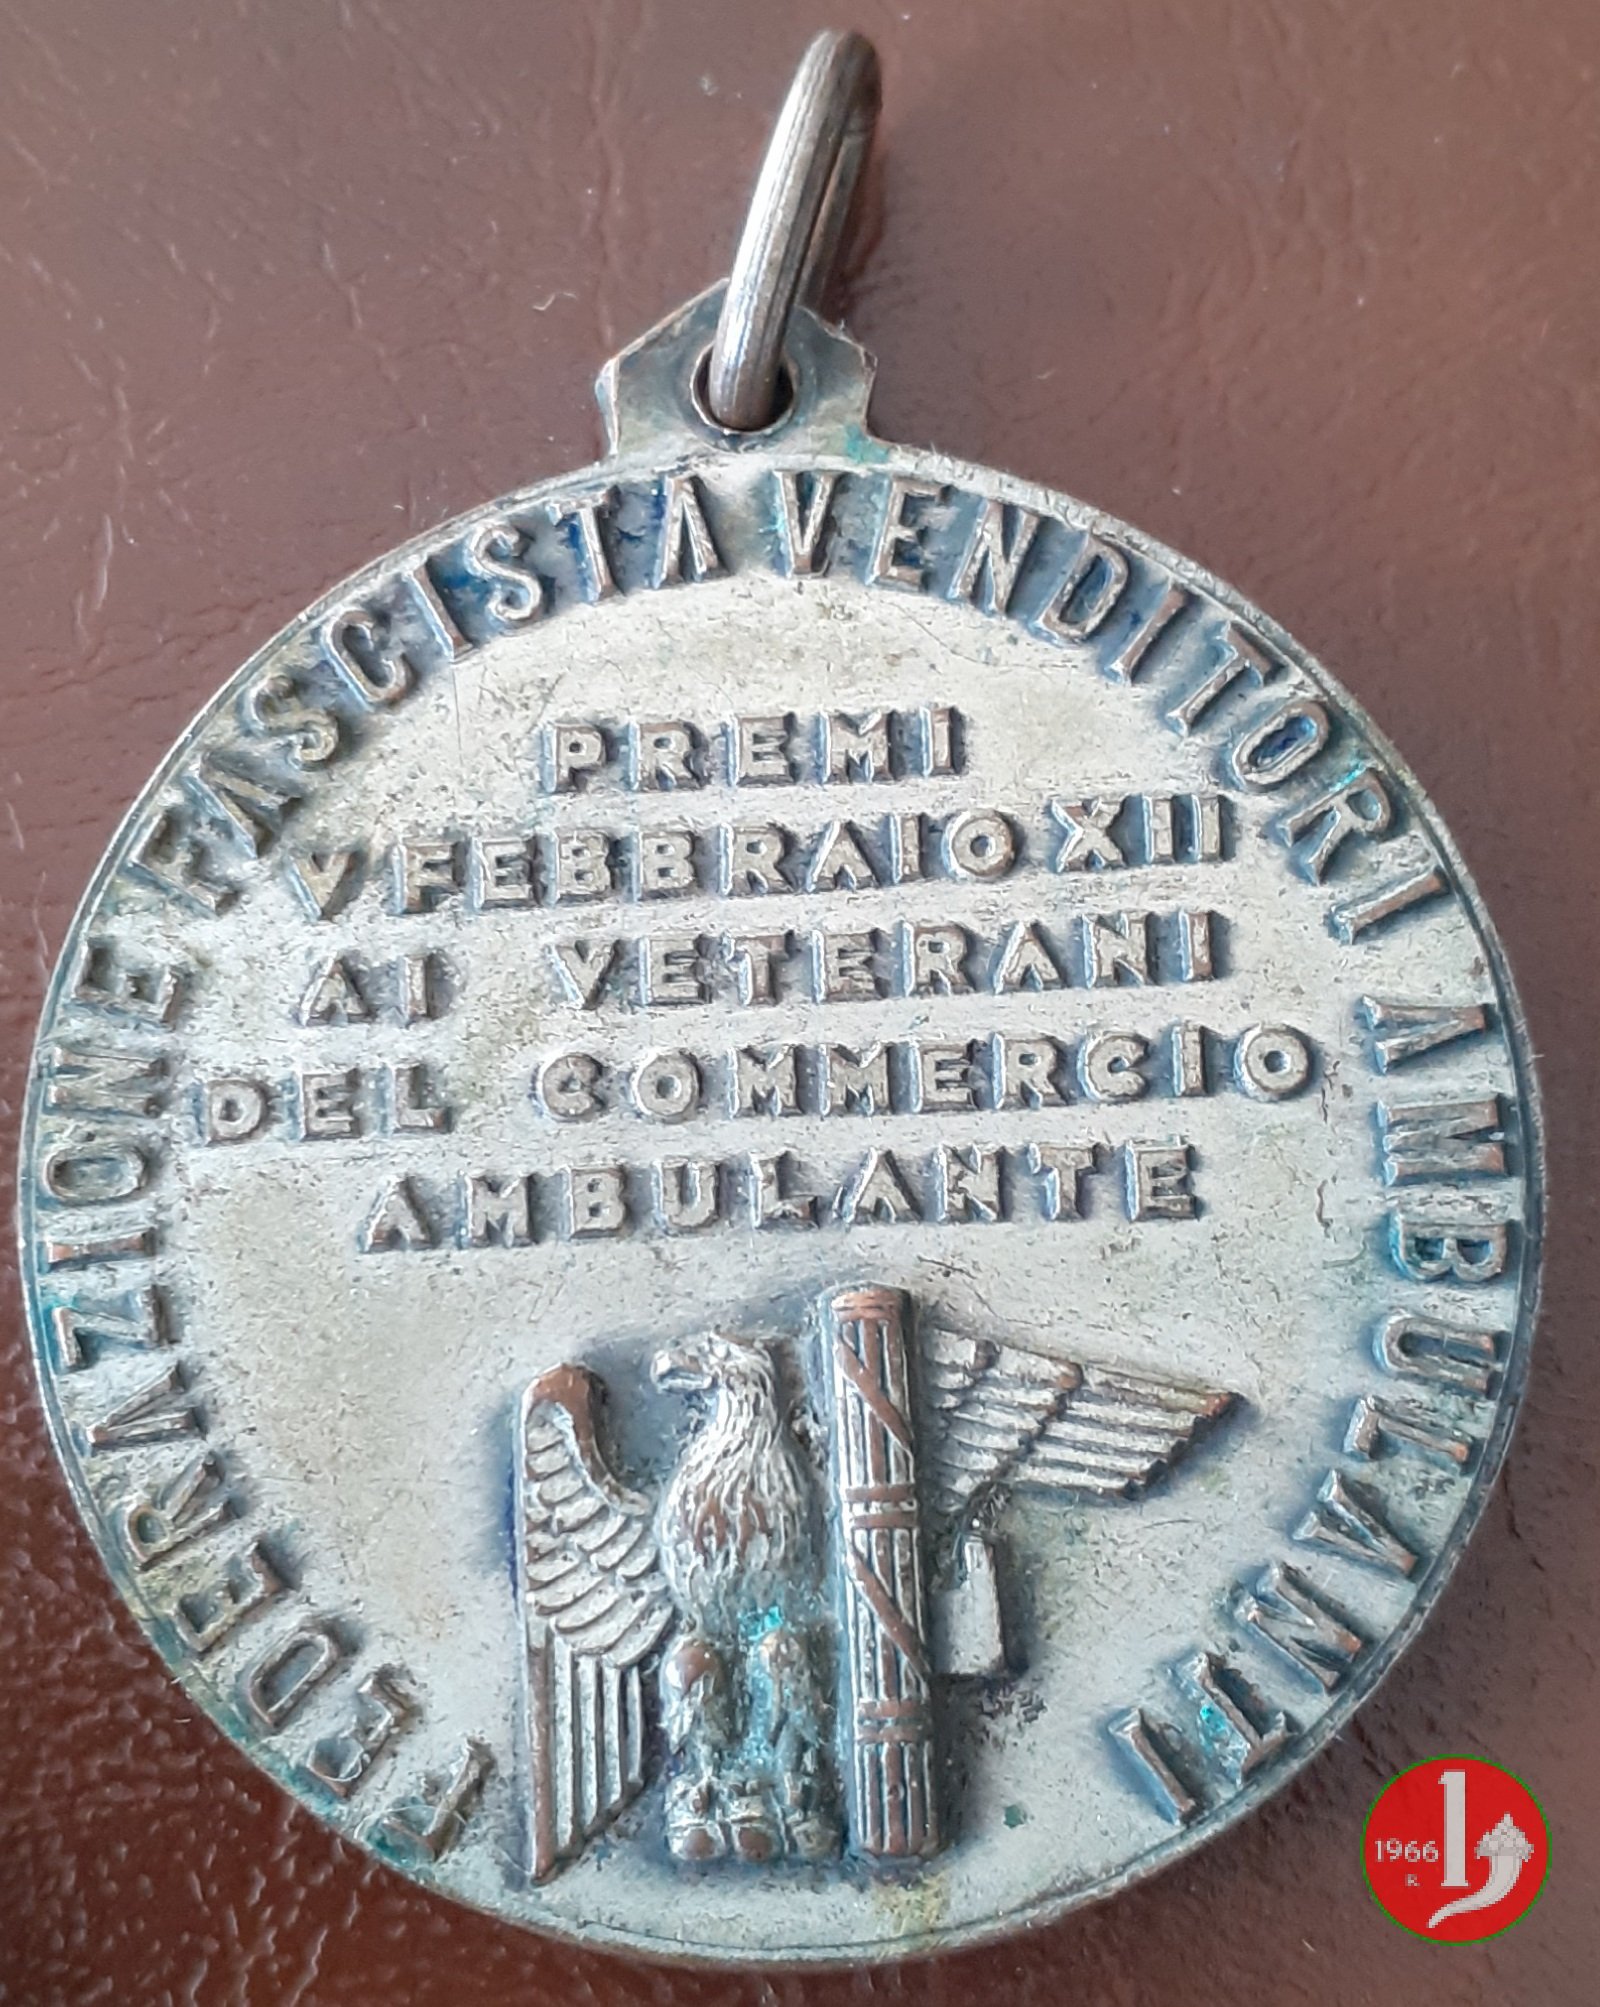 FEDERAZIONE FASCISTA VENDITORI AMBULANTI
PREMI
V FEBBRAIO XII
AI VETERANI
DEL COMMERCIO
AMBULANTE
1966
R